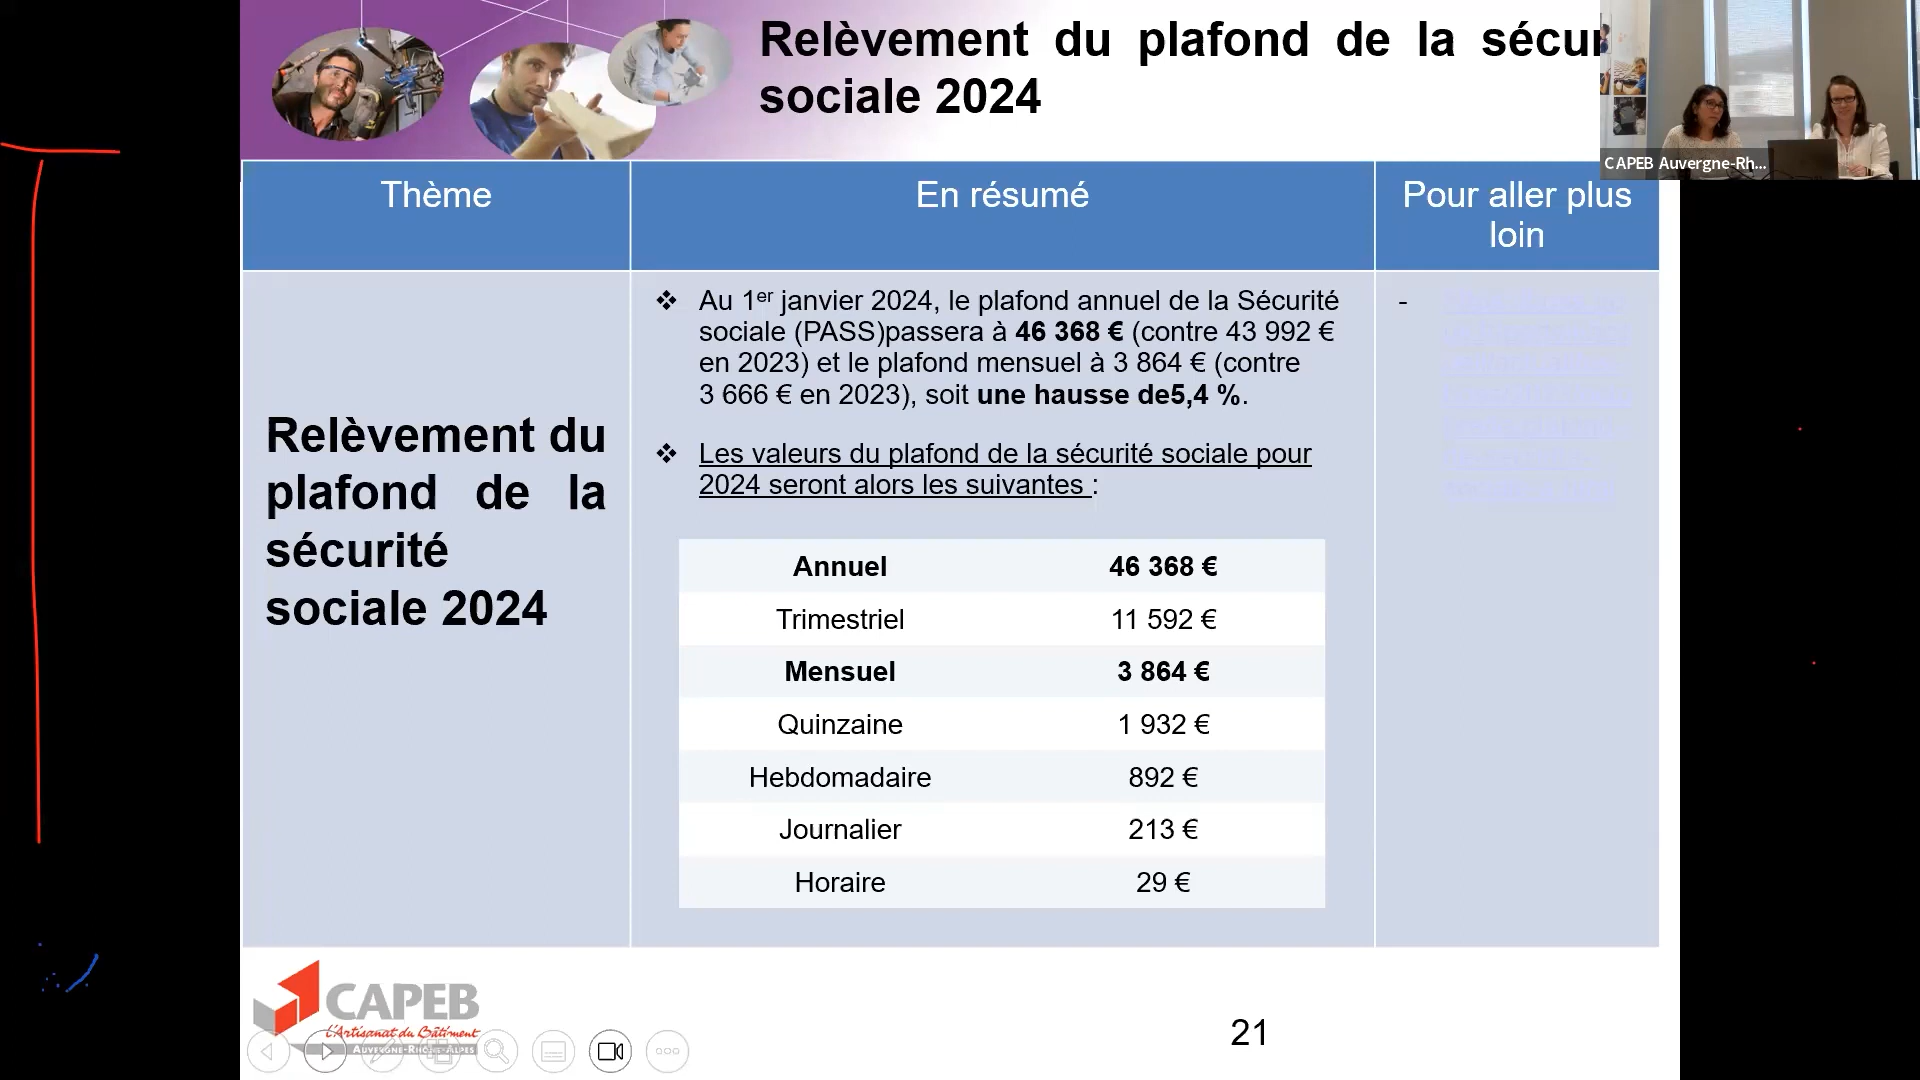 Relèvement du plafond de la sécur
sociale 2024
CAPEB Auvergne-Rh...
Thème
En résumé
Pour aller plus
loin
Relèvement du
plafond de la
sécurité
sociale 2024
❖ Au 1er janvier 2024, le plafond annuel de la Sécurité
sociale (PASS)passera à 46 368 € (contre 43 992 €
en 2023) et le plafond mensuel à 3 864 € (contre
3 666 € en 2023), soit une hausse de5,4 %.
❖ Les valeurs du plafond de la sécurité sociale pour
2024 seront alors les suivantes :
-
Annuel 46 368 €
Trimestriel 11 592 €
Mensuel 3 864 €
Quinzaine 1 932 €
Hebdomadaire 892 €
Journalier 213 €
Horaire 29 €
CAPEB
L'Artisanat du Bâtiment
AUVERGNE-RHÔNE-ALPES
21